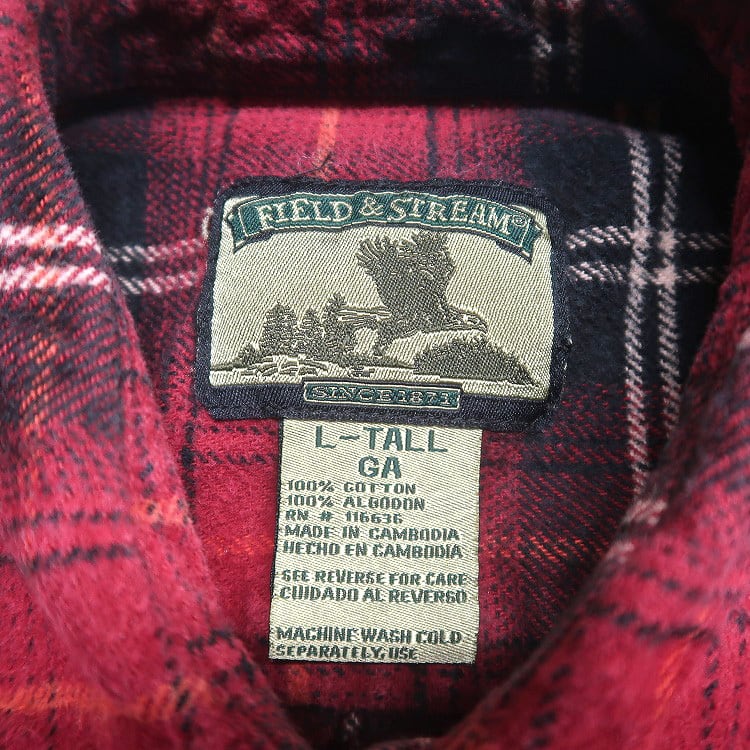 FIELD & STREAM®
SINCE 1871
L-TALL
GA
100% COTTON
100% ALGODON
RN # 116636
MADE IN CAMBODIA
HECHO EN CAMBODIA
SEE REVERSE FOR CARE
CUIDADO AL REVERSO
MACHINE WASH COLD
SEPARATELY, USE